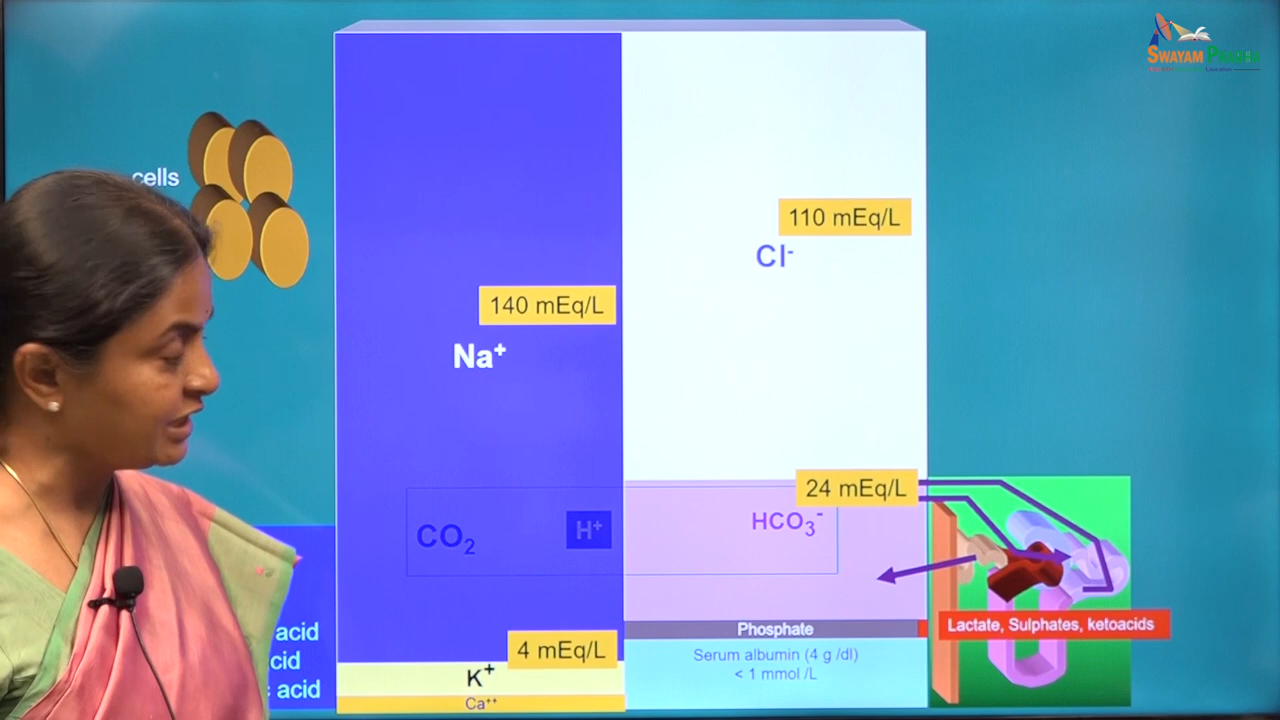 SWAYAM PRABHA
cells
110 mEq/L
Cl-
140 mEq/L
Na+
24 mEq/L
HCO3-
CO2
H+
acid
cid
acid
Lactate, Sulphates, ketoacids
Phosphate
4 mEq/L
K+
Serum albumin (4 g /dl)
< 1 mmol /L
Ca++